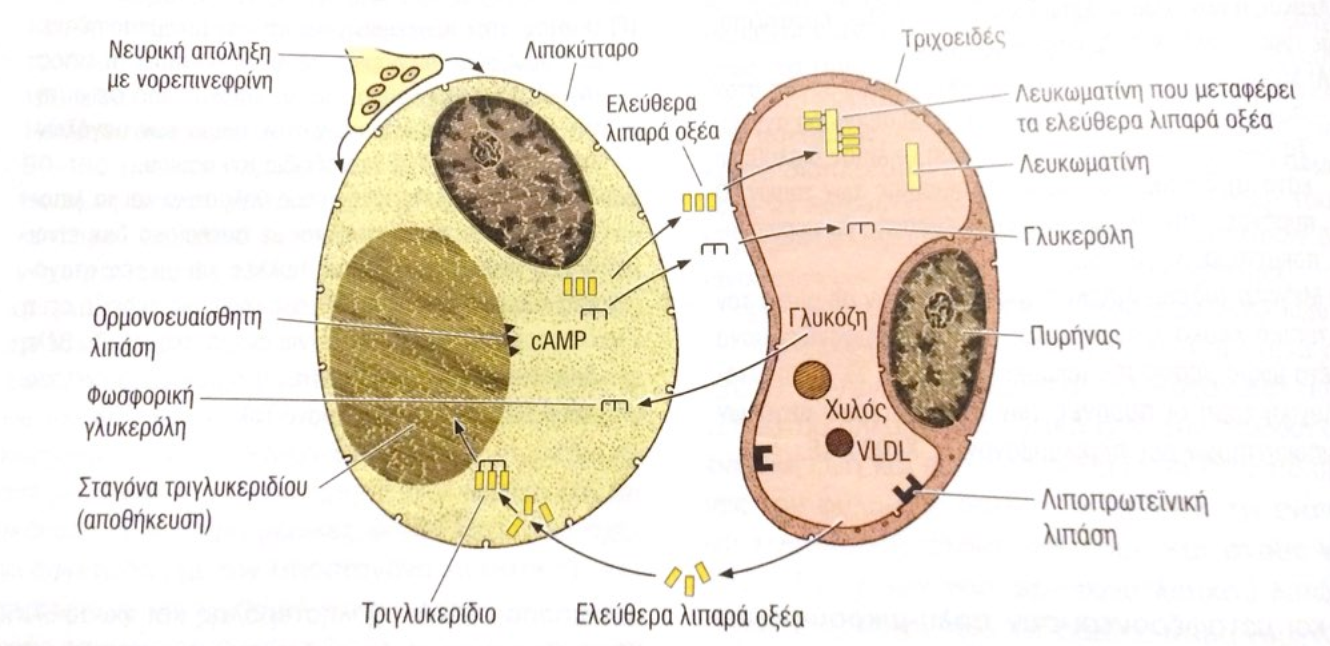 Νευρική απόληξη
με νορεπινεφρίνη
Λιποκύτταρο
Ελεύθερα
λιπαρά οξέα
Τριχοειδές
Λευκωματίνη που μεταφέρει
τα ελεύθερα λιπαρά οξέα
Λευκωματίνη
Γλυκερόλη
Ορμονοευαίσθητη
λιπάση
cAMP
Γλυκόζη
Πυρήνας
Φωσφορική
γλυκερόλη
Χυλός
VLDL
Σταγόνα τριγλυκεριδίου
(αποθήκευση)
Λιποπρωτεϊνική
λιπάση
Τριγλυκερίδιο
Ελεύθερα λιπαρά οξέα